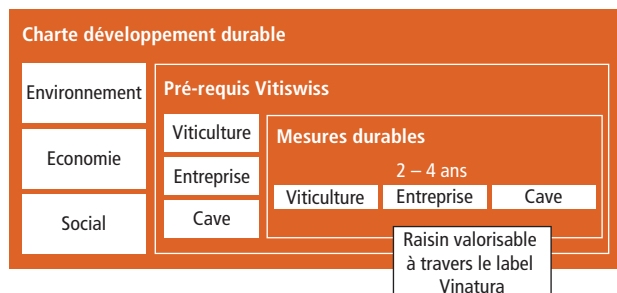 Charte développement durable
Environnement
Economie
Social
Pré-requis Vitiswiss
Viticulture
Entreprise
Cave
Mesures durables
2 – 4 ans
Viticulture
Entreprise
Cave
Raisin valorisable
à travers le label
Vinatura